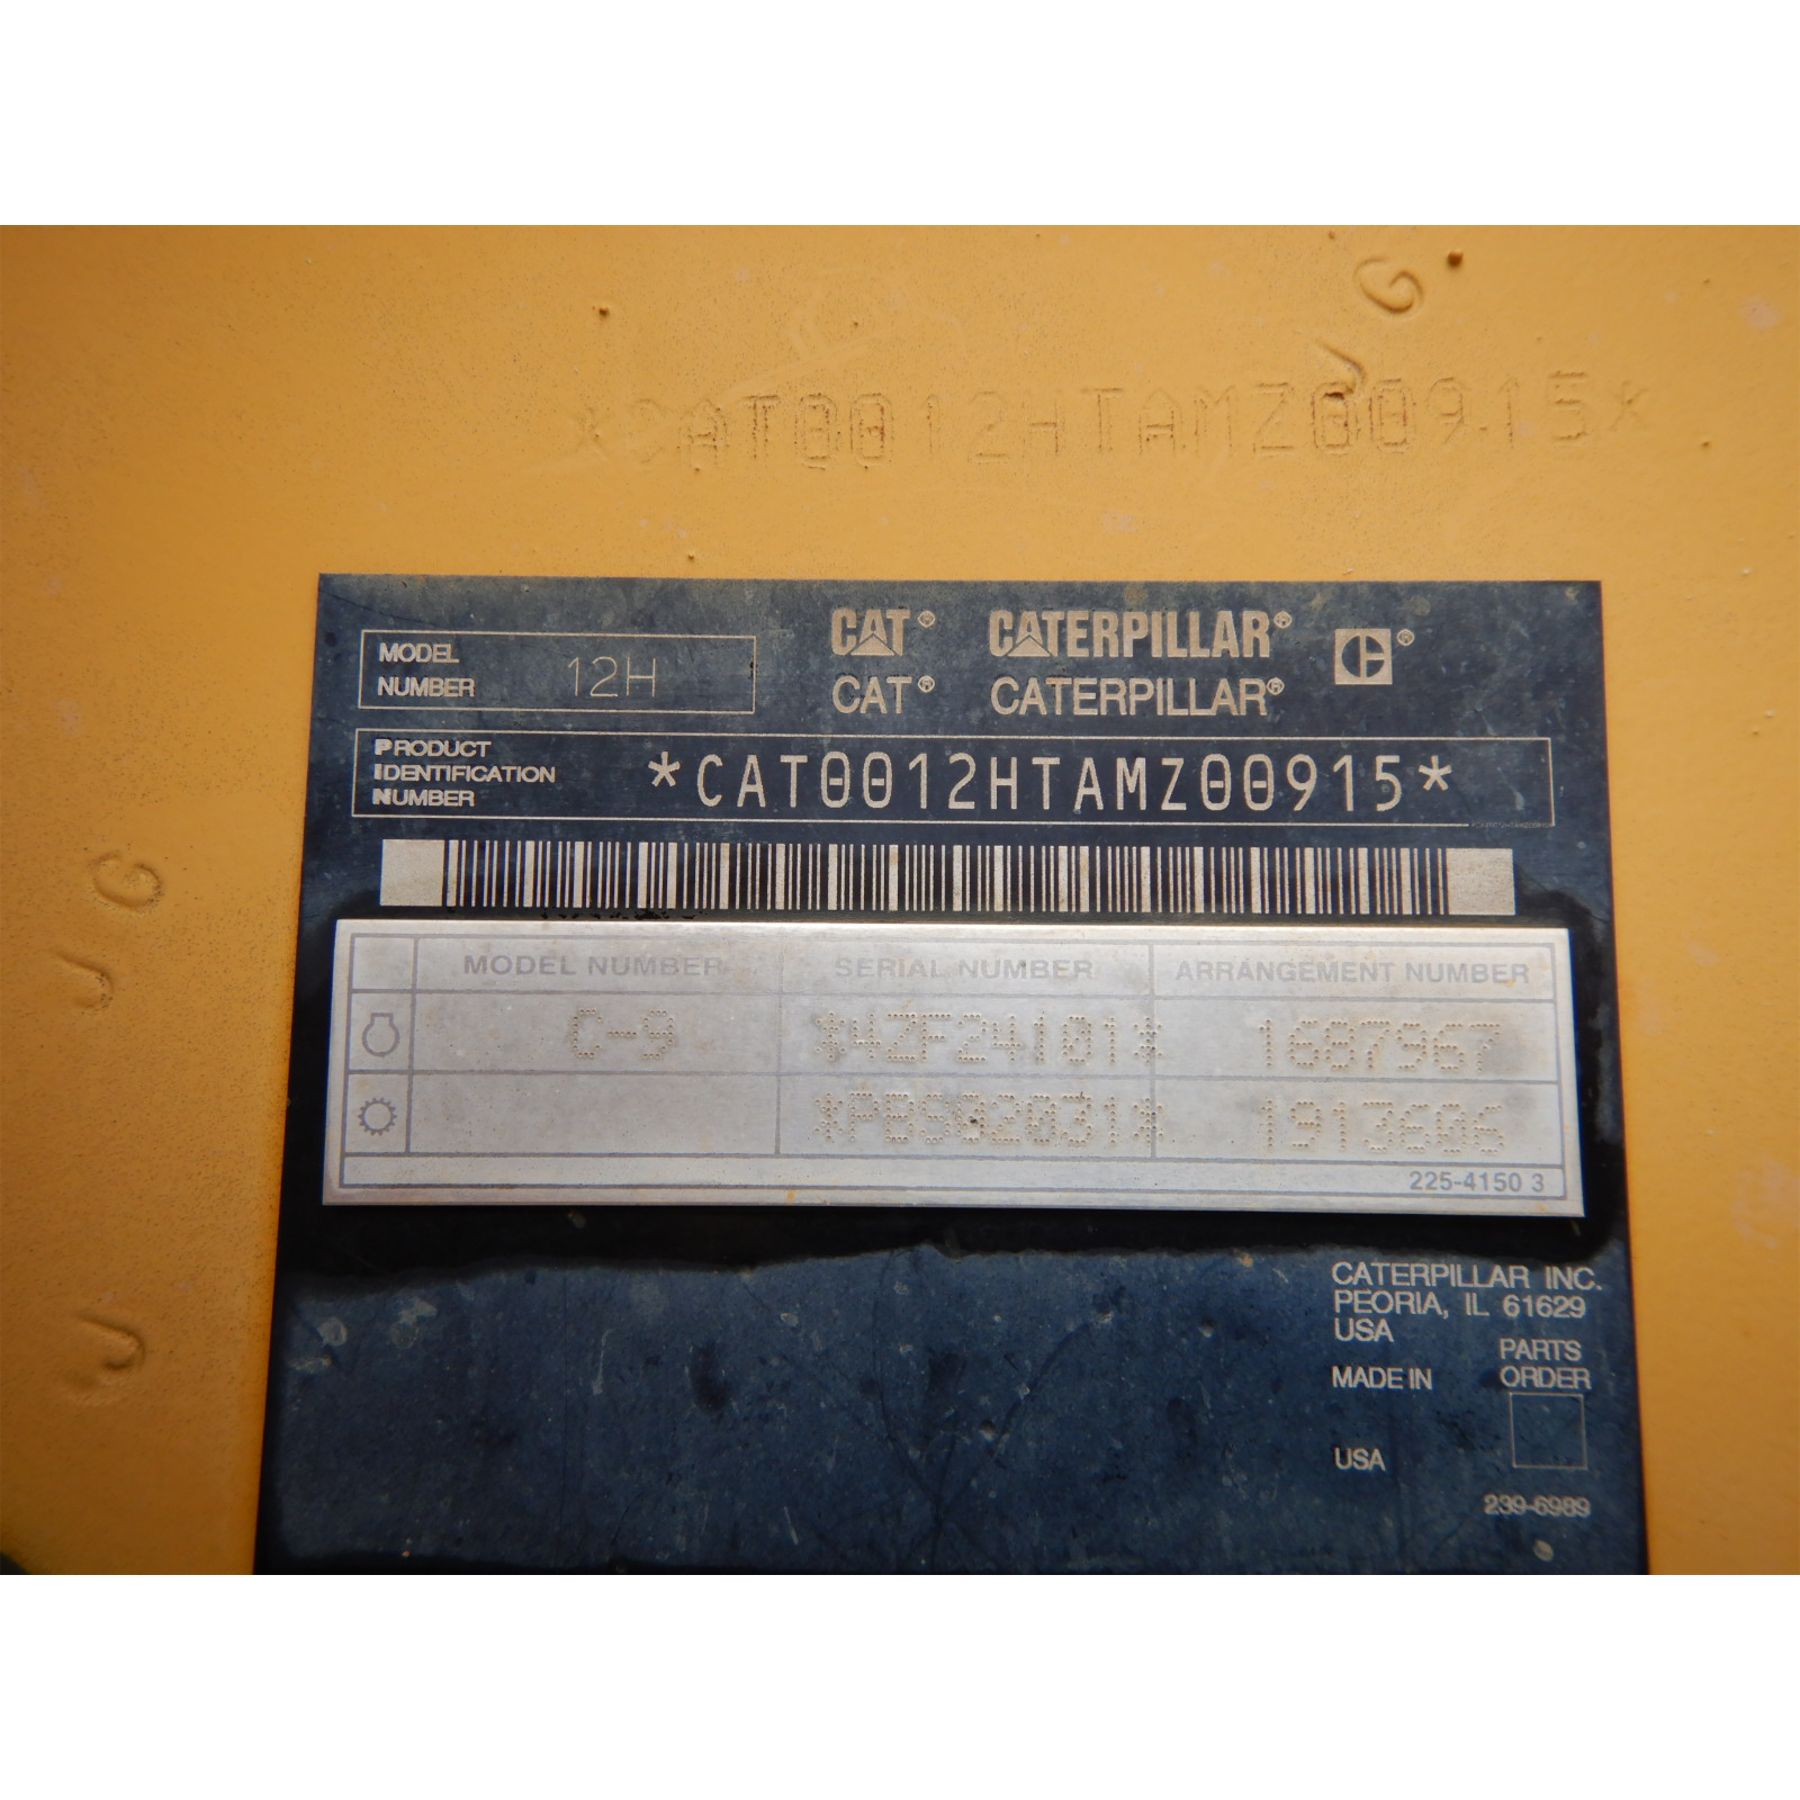 G
J
*CAT0012HTAMZ00915*
MODEL
NUMBER 12H
CAT® CATERPILLAR® ®
CAT® CATERPILLAR®
PRODUCT
IDENTIFICATION
NUMBER
*CAT0012HTAMZ00915*
MODEL NUMBER SERIAL NUMBER ARRANGEMENT NUMBER
C-9 *4ZF24101* 1687967
*PB902031* 1913606
225-4150 3
G
J
J
CATERPILLAR INC.
PEORIA, IL 61629
USA
MADE IN
USA
PARTS
ORDER
239-6989